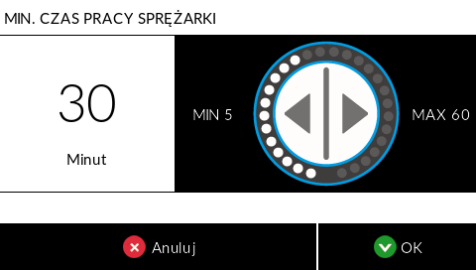 MIN. CZAS PRACY SPRĘŻARKI
30
Minut
MIN 5
MAX 60
Anuluj
OK